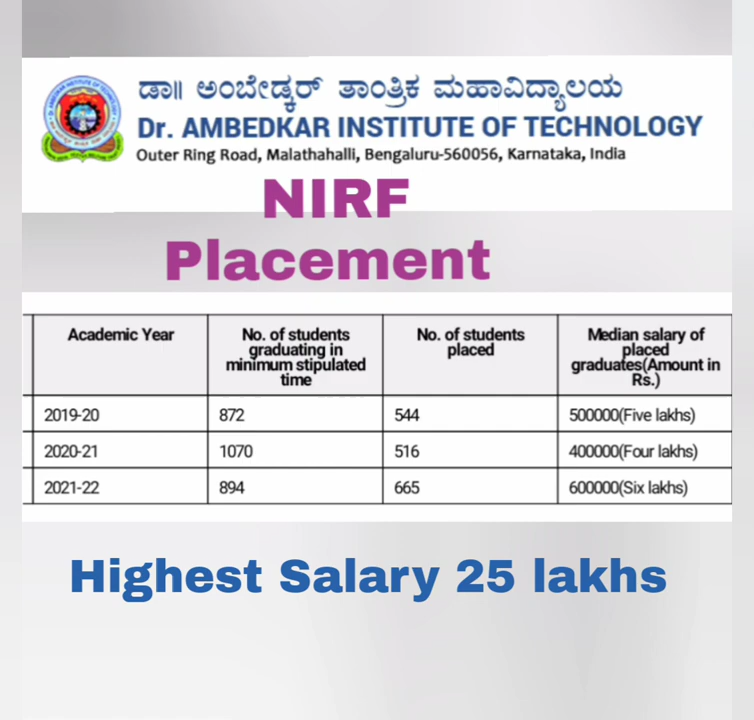 ಡಾ|| ಅಂಬೇಡ್ಕರ್ ತಾಂತ್ರಿಕ ಮಹಾವಿದ್ಯಾಲಯ
Dr. AMBEDKAR INSTITUTE OF TECHNOLOGY
Outer Ring Road, Malathahalli, Bengaluru-560056, Karnataka, India
NIRF
Placement
Academic Year No. of students graduating in minimum stipulated time No. of students placed Median salary of placed graduates(Amount in Rs.)
2019-20 872 544 500000(Five lakhs)
2020-21 1070 516 400000(Four lakhs)
2021-22 894 665 600000(Six lakhs)
Highest Salary 25 lakhs